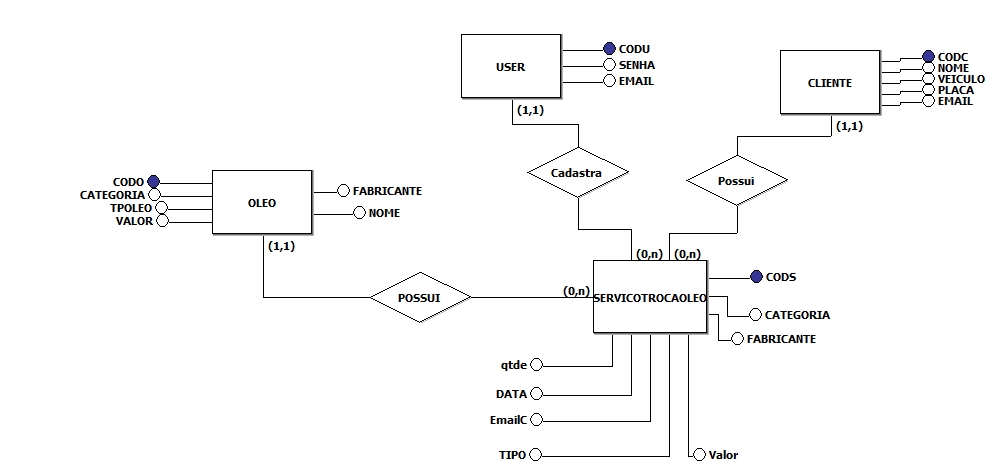 USER
CODU
SENHA
EMAIL
(1,1)
CLIENTE
CODC
NOME
VEICULO
PLACA
EMAIL
(1,1)
Cadastra
Possui
OLEO
CODO
CATEGORIA
TPOLEO
VALOR
FABRICANTE
NOME
(1,1)
POSSUI
(0,n)
(0,n)
(0,n)
SERVICOTROCAOLEO
CODS
CATEGORIA
FABRICANTE
qtde
DATA
EmailC
TIPO
Valor